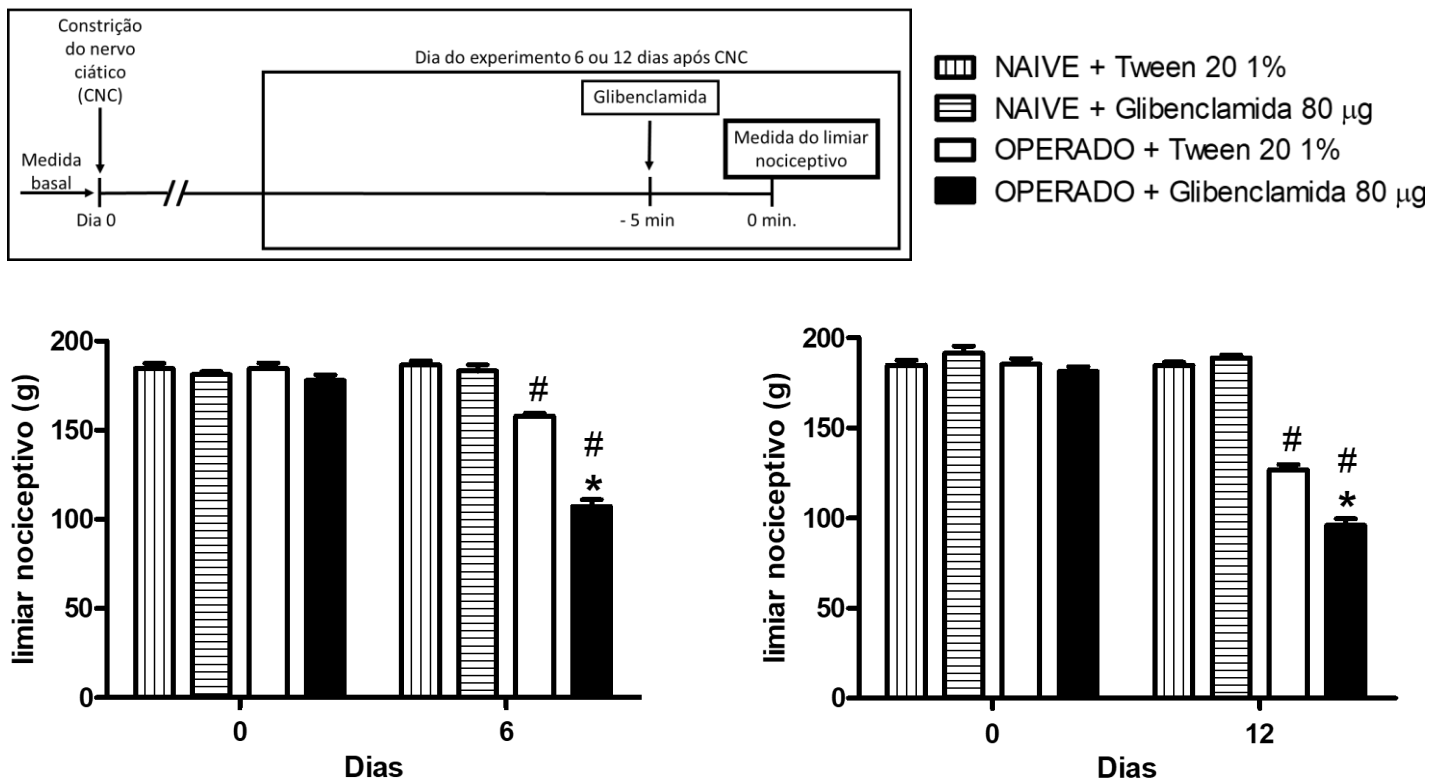 Constrição
do nervo
ciático
(CNC)
Dia do experimento 6 ou 12 dias após CNC
Glibenclamida
Medida do limiar
nociceptivo
Medida
basal
Dia 0
- 5 min
0 min.
NAIVE + Tween 20 1%
NAIVE + Glibenclamida 80 μg
OPERADO + Tween 20 1%
OPERADO + Glibenclamida 80 μg
limiar nociceptivo (g)
200
150
100
50
0
#
#
*
0
6
Dias
limiar nociceptivo (g)
200
150
100
50
0
#
#
*
0
12
Dias